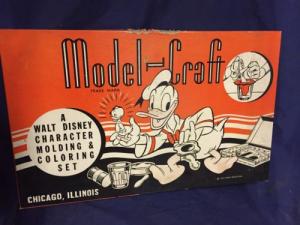 Model-Craft
TRADE MARK
A
WALT DISNEY
CHARACTER
MOLDING &
COLORING
SET
CHICAGO, ILLINOIS